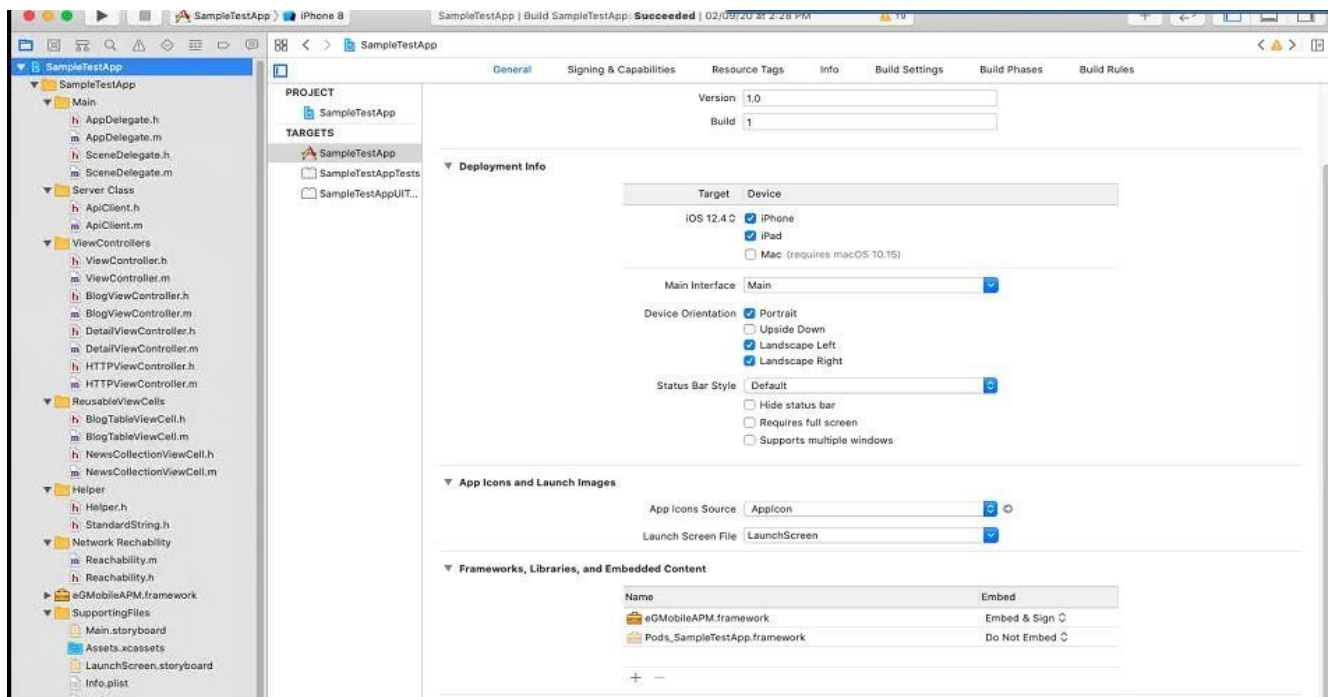 SampleTestApp
iPhone 8
SampleTestApp | Build SampleTestApp: Succeeded | 02/09/20 at 2:28 PM
19
SampleTestApp
SampleTestApp
SampleTestApp
Main
h AppDelegate.h
m AppDelegate.m
h SceneDelegate.h
m SceneDelegate.m
Server Class
h ApiClient.h
m ApiClient.m
ViewControllers
h ViewController.h
m ViewController.m
h BlogViewController.h
m BlogViewController.m
h DetailViewController.h
m DetailViewController.m
h HTTPViewController.h
m HTTPViewController.m
ReusableViewCells
h BlogTableViewCell.h
m BlogTableViewCell.m
h NewsCollectionViewCell.h
m NewsCollectionViewCell.m
Helper
h Helper.h
h StandardString.h
Network Rechability
m Reachability.m
h Reachability.h
eGMobileAPM.framework
SupportingFiles
Main.storyboard
Assets.xcassets
LaunchScreen.storyboard
Info.plist
PROJECT
SampleTestApp
TARGETS
SampleTestApp
SampleTestAppTests
SampleTestAppUIT...
General Signing & Capabilities Resource Tags Info Build Settings Build Phases Build Rules
Version 1.0
Build 1
Deployment Info
Target Device
iOS 12.4 iPhone
iPad
Mac (requires macOS 10.15)
Main Interface Main
Device Orientation Portrait
Upside Down
Landscape Left
Landscape Right
Status Bar Style Default
Hide status bar
Requires full screen
Supports multiple windows
App Icons and Launch Images
App Icons Source AppIcon
Launch Screen File LaunchScreen
Frameworks, Libraries, and Embedded Content
Name Embed
eGMobileAPM.framework Embed & Sign
Pods_SampleTestApp.framework Do Not Embed